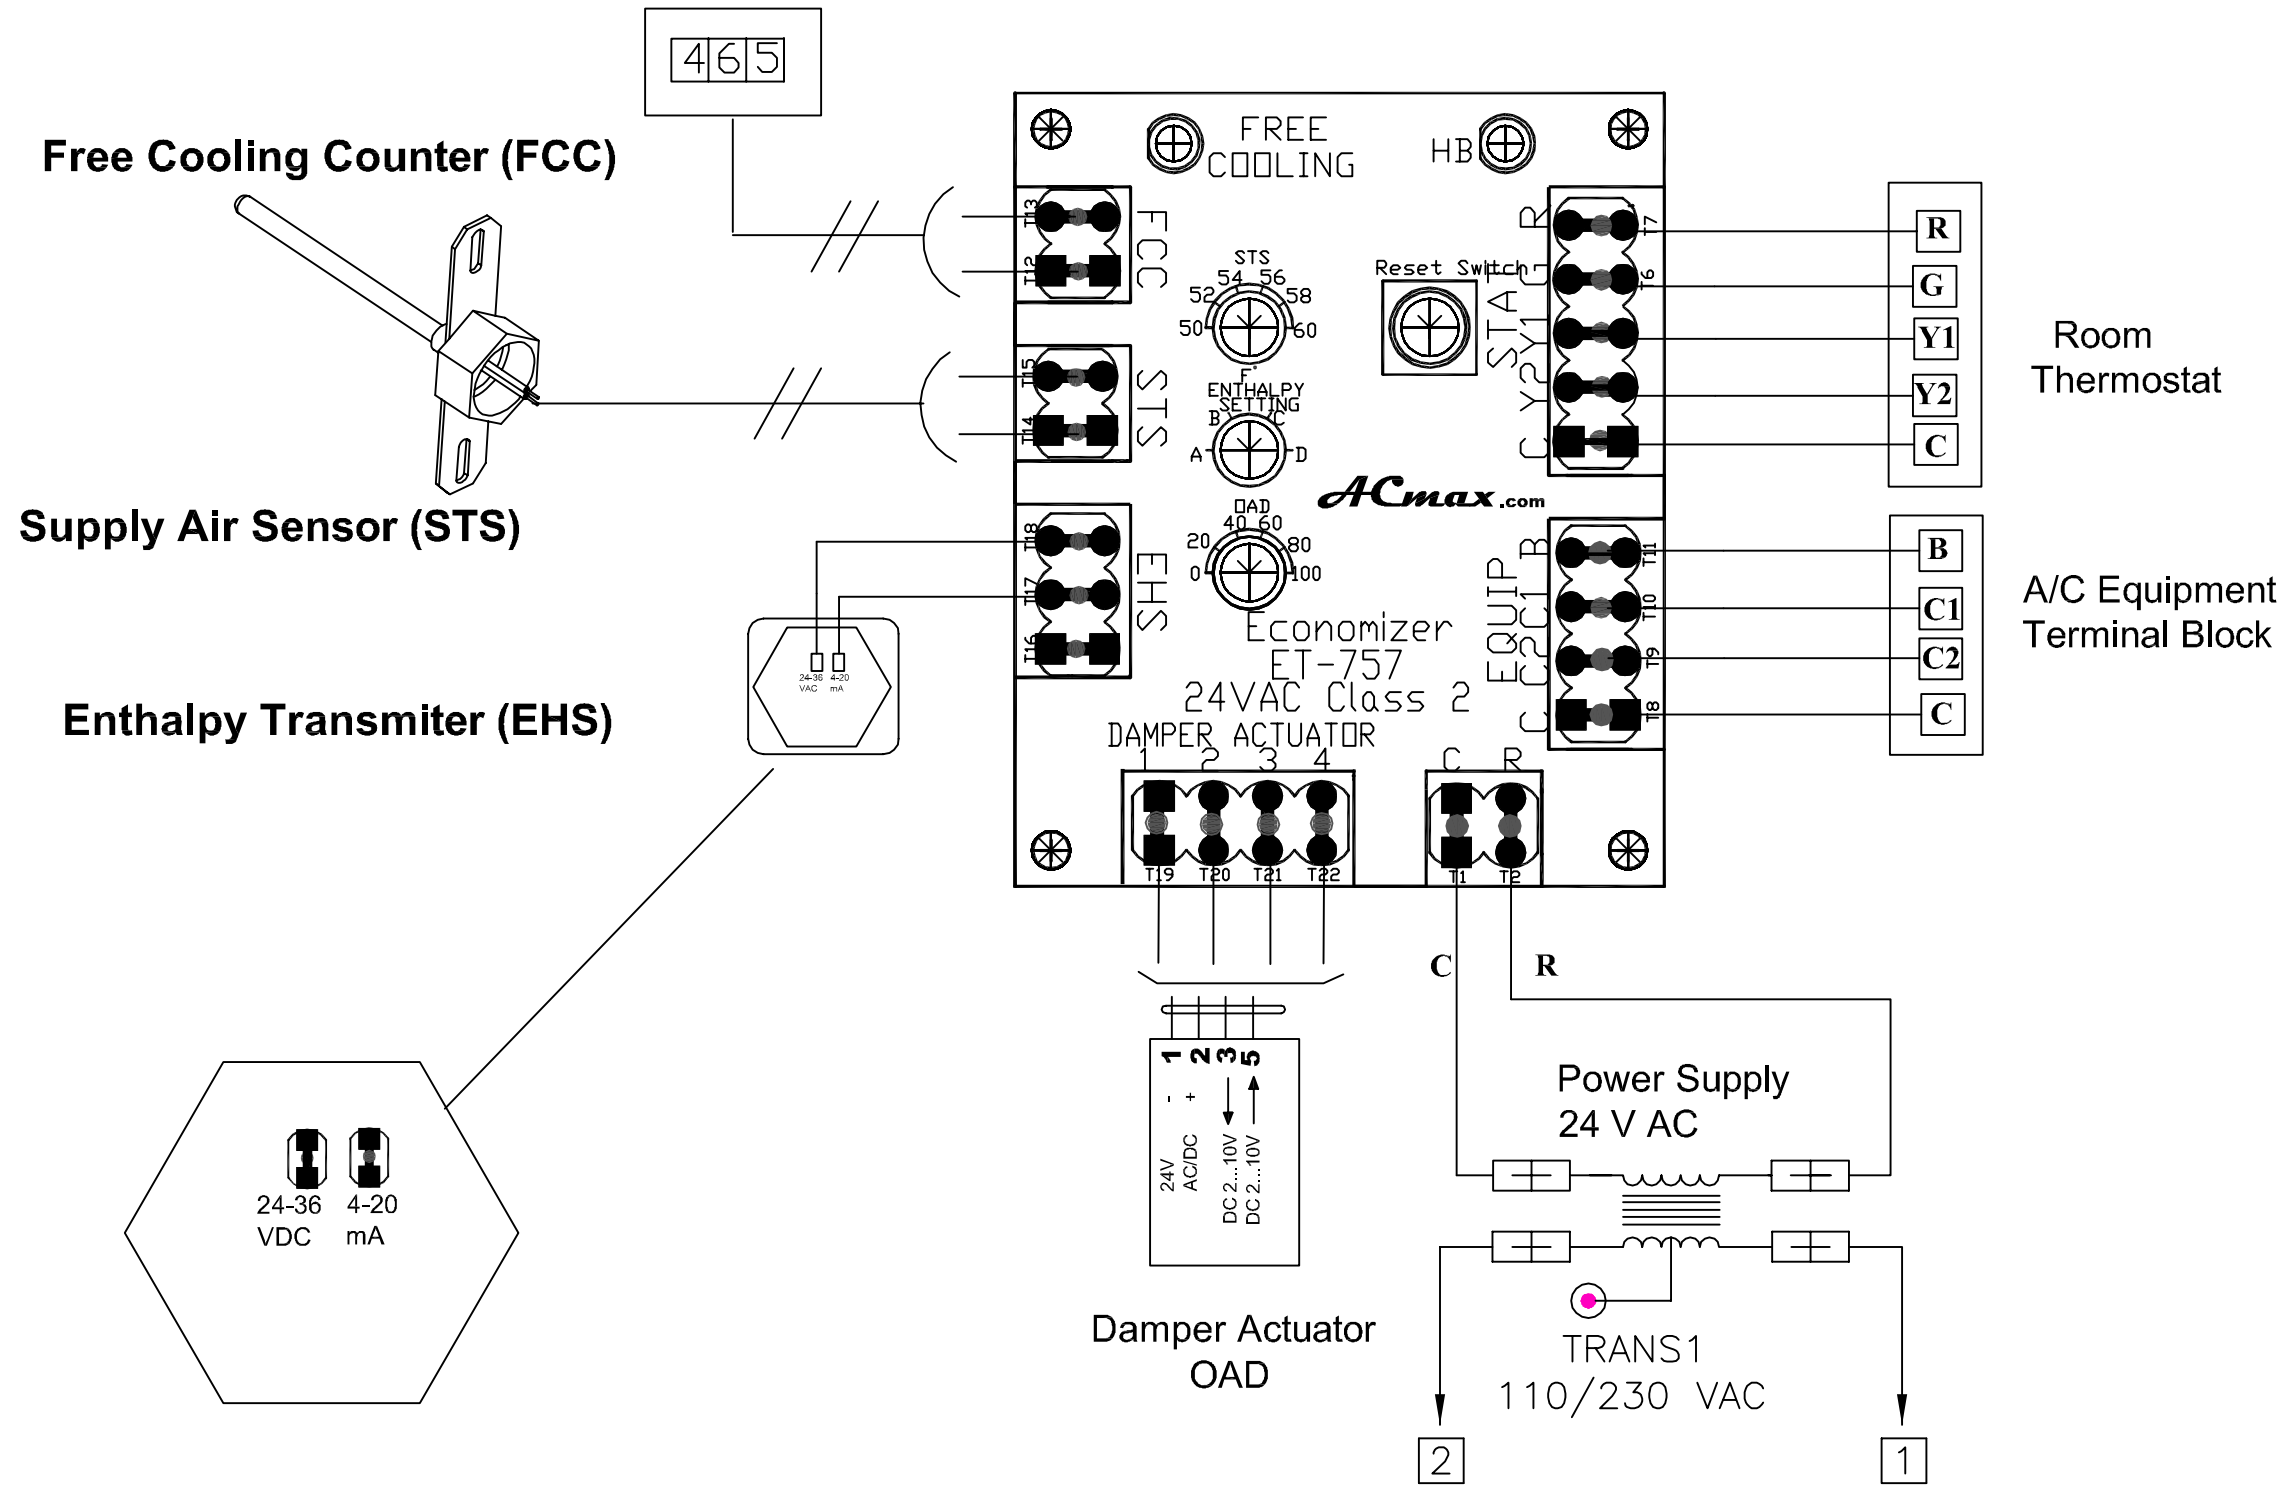 465
Free Cooling Counter (FCC)
Supply Air Sensor (STS)
Enthalpy Transmiter (EHS)
24-36 4-20
VAC mA
24-36 4-20
VDC mA
FREE
COOLING
HB
T13
T12
FCC
T15
T14
STS
T18
T17
T16
EHS
STS
50 52 54 56 58 60
F°
ENTHALPY
SETTING
A B C D
OAD
0 20 40 60 80 100
Reset Switch
STAT
R G Y1 Y2 C
T7
T6
ACmax.com
EQUIP
B C1 C2 C
T11
T10
T9
T8
Economizer
ET-757
24VAC Class 2
DAMPER ACTUATOR
1 2 3 4
T19 T20 T21 T22
C R
T1 T2
R
G
Y1
Y2
C
Room
Thermostat
B
C1
C2
C
A/C Equipment
Terminal Block
C R
1 2 3 5
- +
24V
AC/DC
DC 2...10V
DC 2...10V
Damper Actuator
OAD
Power Supply
24 V AC
TRANS1
110/230 VAC
2
1